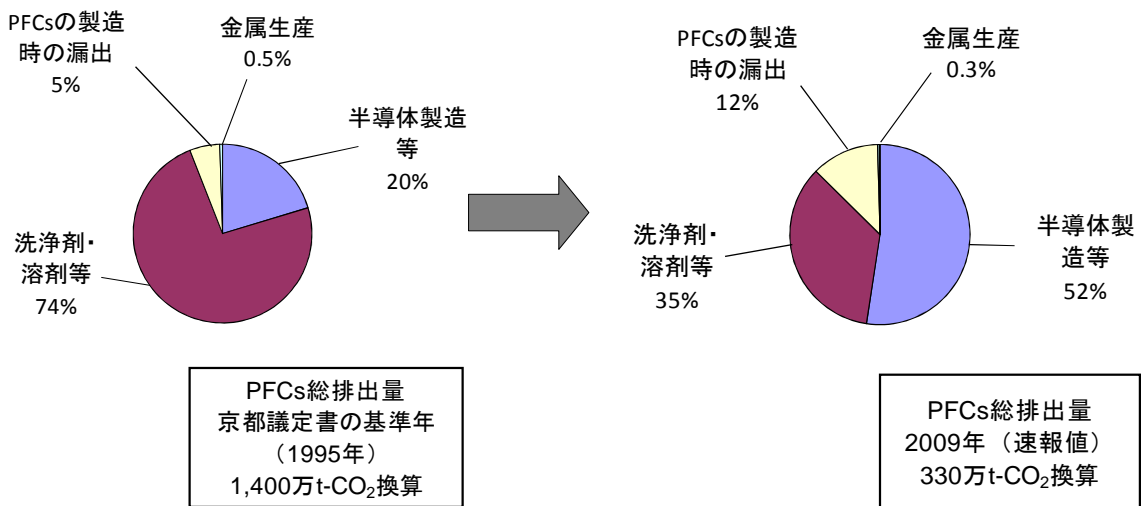 PFCsの製造
時の漏出
5%
金属生産
0.5%
半導体製造
等
20%
洗浄剤・
溶剤等
74%
PFCs総排出量
京都議定書の基準年
（1995年）
1,400万t-CO₂換算
PFCsの製造
時の漏出
12%
金属生産
0.3%
半導体製
造等
52%
洗浄剤・
溶剤等
35%
PFCs総排出量
2009年（速報値）
330万t-CO₂換算